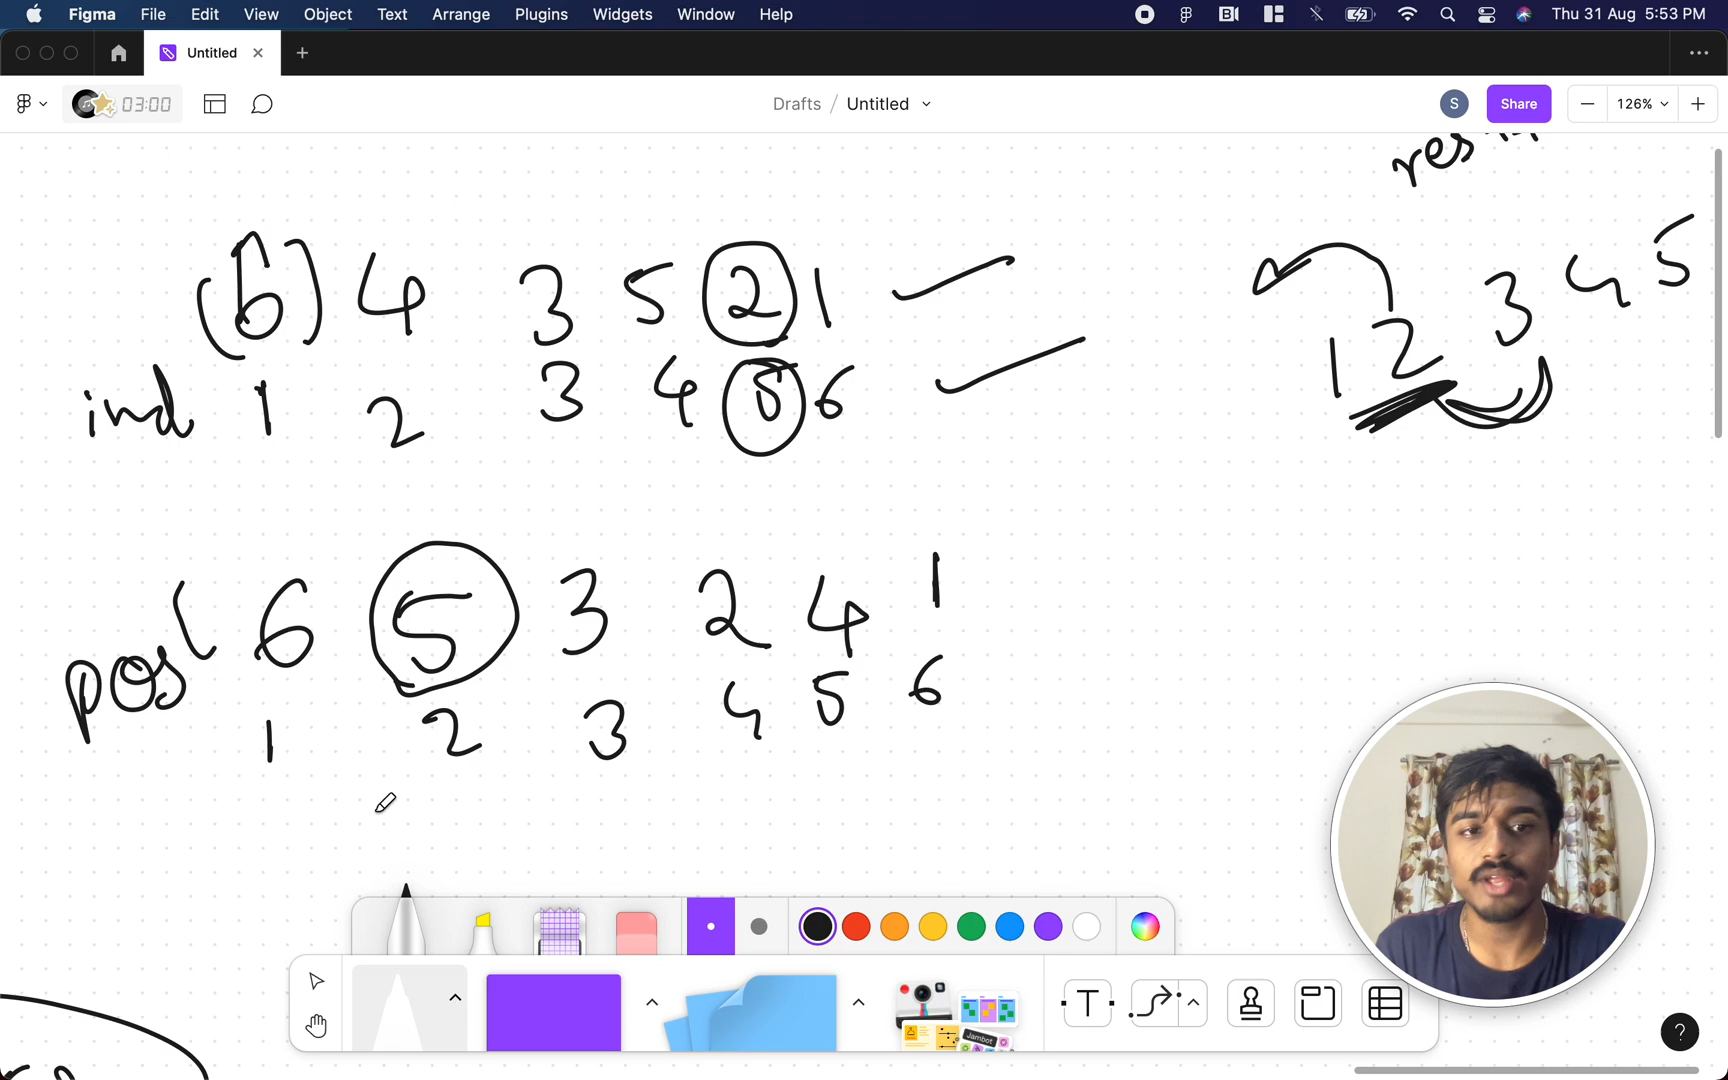 Figma File Edit View Object Text Arrange Plugins Widgets Window Help Thu 31 Aug 5:53 PM
Untitled
03:00 Drafts / Untitled S Share 126%
(6) 4 3 5 2 1
ind 1 2 3 4 5 6
1 2 3 4 5
pos( 6 5 3 2 4 1
1 2 3 4 5 6
T
Jambot
?